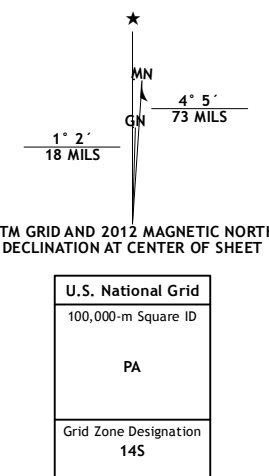 ★
MN
4° 5´
73 MILS
GN
1° 2´
18 MILS
TM GRID AND 2012 MAGNETIC NORTH
DECLINATION AT CENTER OF SHEET
U.S. National Grid
100,000-m Square ID
PA
Grid Zone Designation
14S